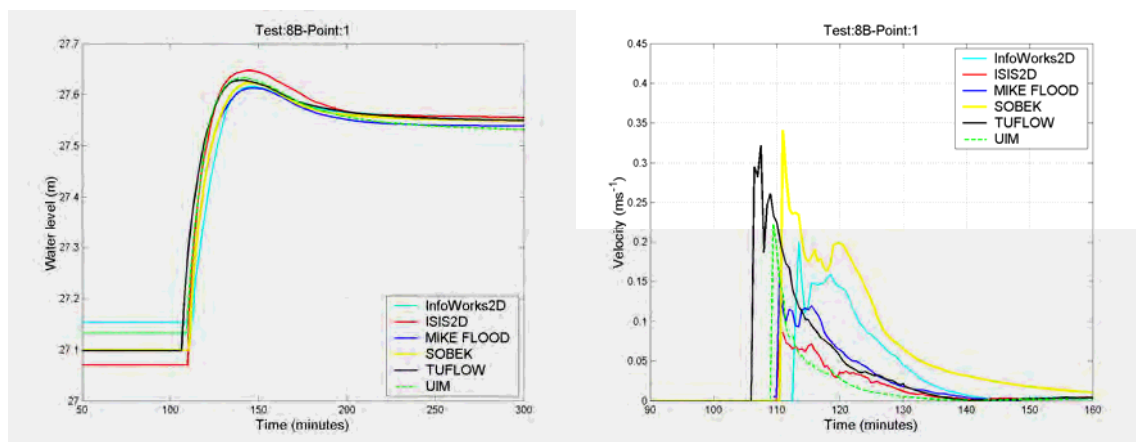 Test:8B-Point:1
27.7
27.6
27.5
27.4
27.3
27.2
27.1
27
Water level (m)
50
100
150
200
250
300
Time (minutes)
InfoWorks2D
ISIS2D
MIKE FLOOD
SOBEK
TUFLOW
UIM
Test:8B-Point:1
0.45
0.4
0.35
0.3
0.25
0.2
0.15
0.1
0.05
0
Velocity (ms⁻¹)
90
100
110
120
130
140
150
160
Time (minutes)
InfoWorks2D
ISIS2D
MIKE FLOOD
SOBEK
TUFLOW
UIM